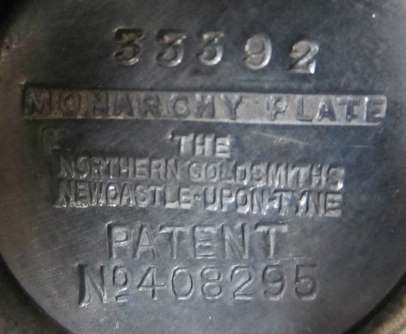 33392
MONARCHY PLATE
THE
NORTHERN GOLDSMITHS
NEWCASTLE-UPON-TYNE
PATENT
Nº408295